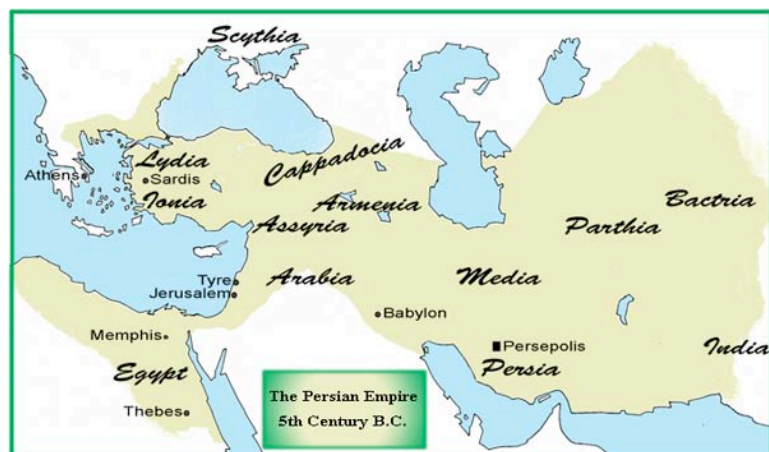 Scythia
Lydia
Cappadocia
Athens
Sardis
Ionia
Armenia
Bactria
Assyria
Parthia
Tyre
Arabia
Media
Jerusalem
Babylon
Memphis
Persepolis
India
Egypt
Persia
Thebes
The Persian Empire
5th Century B.C.